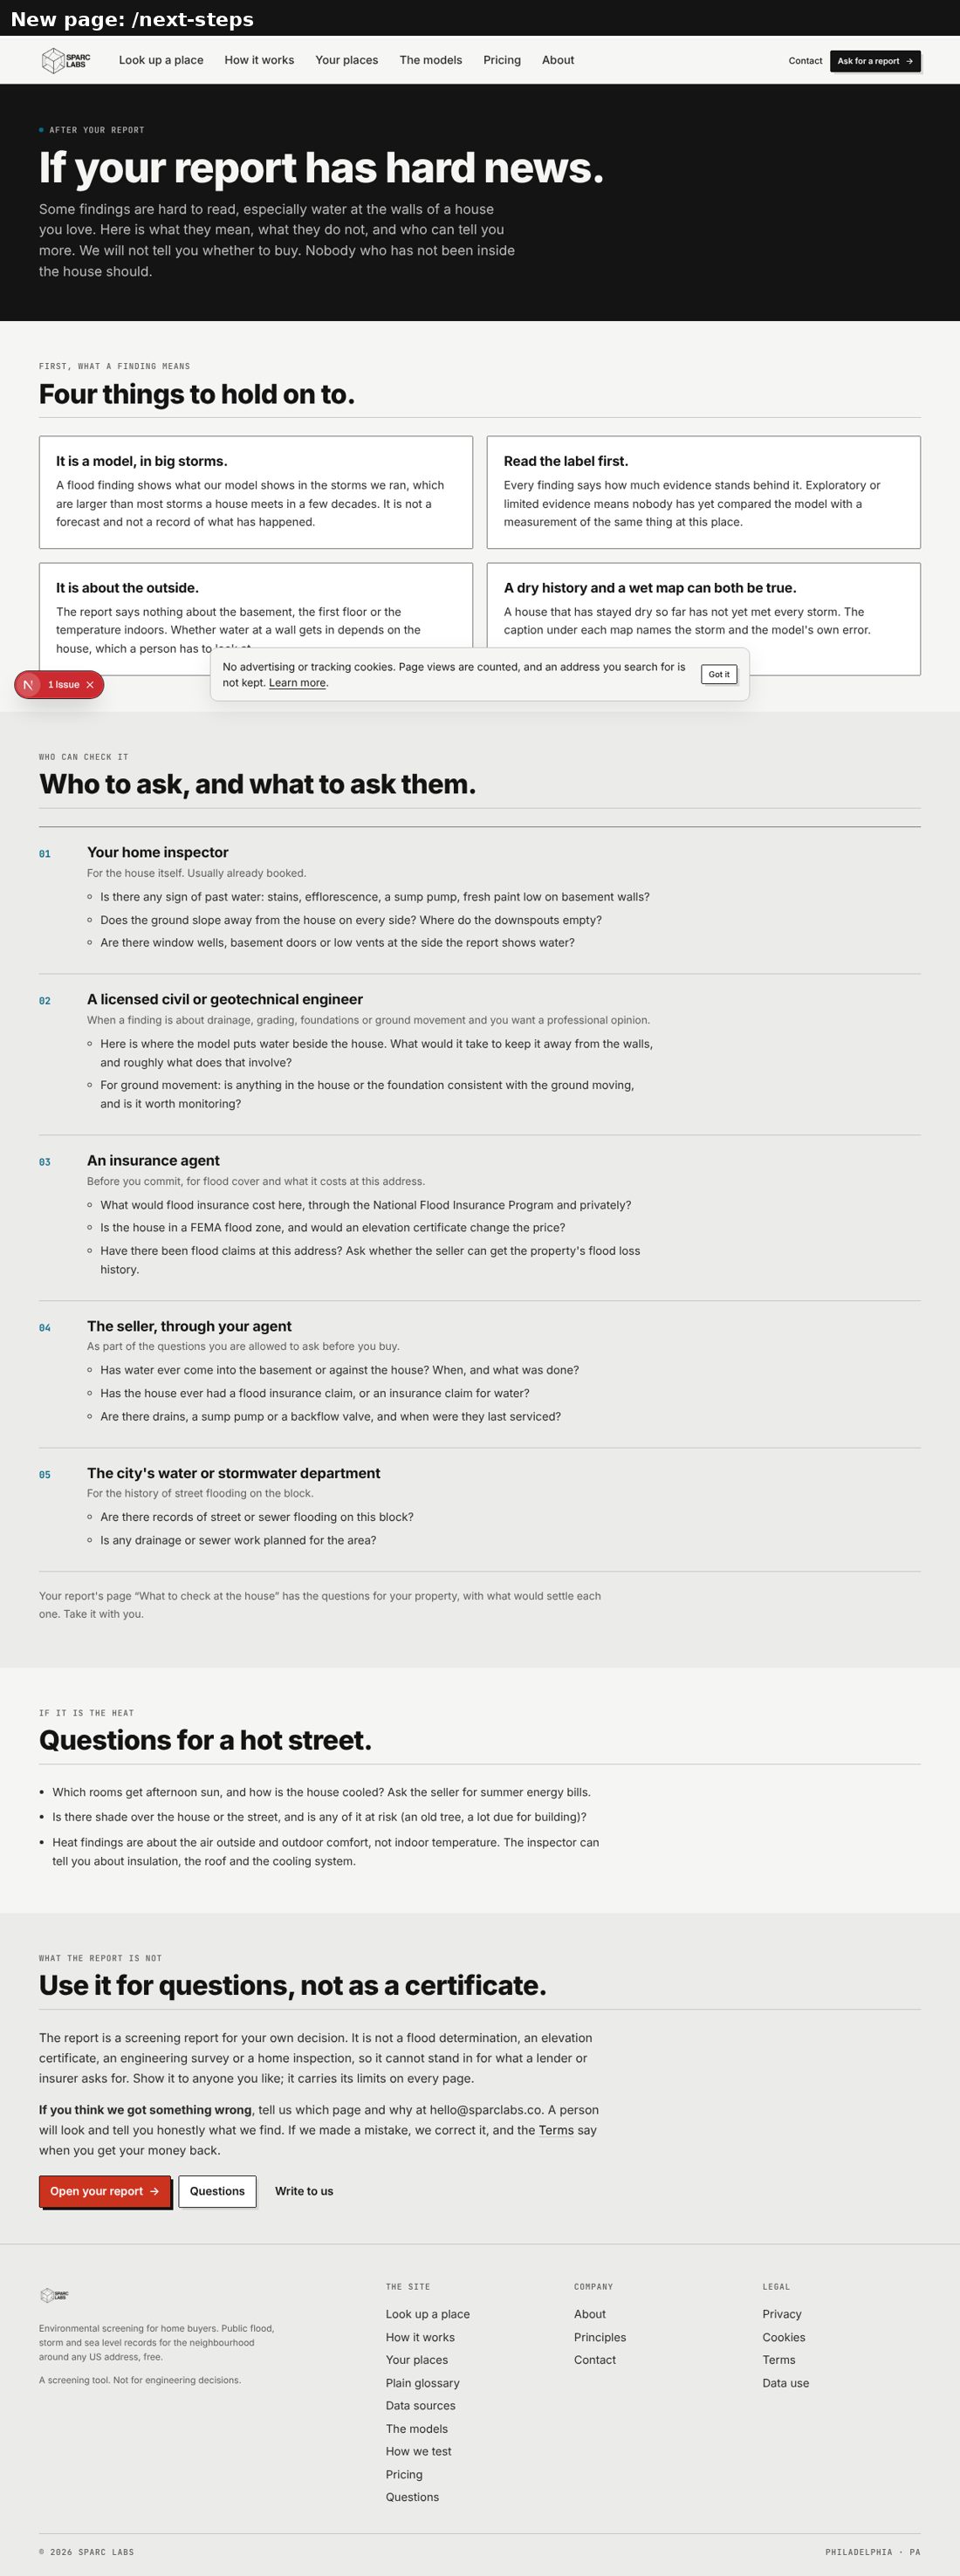 New page: /next-steps
SPARC
LABS
Look up a place
How it works
Your places
The models
Pricing
About
Contact
Ask for a report →
AFTER YOUR REPORT
If your report has hard news.
Some findings are hard to read, especially water at the walls of a house
you love. Here is what they mean, what they do not, and who can tell you
more. We will not tell you whether to buy. Nobody who has not been inside
the house should.
FIRST, WHAT A FINDING MEANS
Four things to hold on to.
It is a model, in big storms.
A flood finding shows what our model shows in the storms we ran, which
are larger than most storms a house meets in a few decades. It is not a
forecast and not a record of what has happened.
Read the label first.
Every finding says how much evidence stands behind it. Exploratory or
limited evidence means nobody has yet compared the model with a
measurement of the same thing at this place.
It is about the outside.
The report says nothing about the basement, the first floor or the
temperature indoors. Whether water at a wall gets in depends on the
house, which a person has to look at.
A dry history and a wet map can both be true.
A house that has stayed dry so far has not yet met every storm. The
caption under each map names the storm and the model's own error.
No advertising or tracking cookies. Page views are counted, and an address you search for is
not kept. Learn more.
Got it
N
1 Issue
WHO CAN CHECK IT
Who to ask, and what to ask them.
01
Your home inspector
For the house itself. Usually already booked.
Is there any sign of past water: stains, efflorescence, a sump pump, fresh paint low on basement walls?
Does the ground slope away from the house on every side? Where do the downspouts empty?
Are there window wells, basement doors or low vents at the side the report shows water?
02
A licensed civil or geotechnical engineer
When a finding is about drainage, grading, foundations or ground movement and you want a professional opinion.
Here is where the model puts water beside the house. What would it take to keep it away from the walls,
and roughly what does that involve?
For ground movement: is anything in the house or the foundation consistent with the ground moving,
and is it worth monitoring?
03
An insurance agent
Before you commit, for flood cover and what it costs at this address.
What would flood insurance cost here, through the National Flood Insurance Program and privately?
Is the house in a FEMA flood zone, and would an elevation certificate change the price?
Have there been flood claims at this address? Ask whether the seller can get the property's flood loss
history.
04
The seller, through your agent
As part of the questions you are allowed to ask before you buy.
Has water ever come into the basement or against the house? When, and what was done?
Has the house ever had a flood insurance claim, or an insurance claim for water?
Are there drains, a sump pump or a backflow valve, and when were they last serviced?
05
The city's water or stormwater department
For the history of street flooding on the block.
Are there records of street or sewer flooding on this block?
Is any drainage or sewer work planned for the area?
Your report's page “What to check at the house” has the questions for your property, with what would settle each
one. Take it with you.
IF IT IS THE HEAT
Questions for a hot street.
Which rooms get afternoon sun, and how is the house cooled? Ask the seller for summer energy bills.
Is there shade over the house or the street, and is any of it at risk (an old tree, a lot due for building)?
Heat findings are about the air outside and outdoor comfort, not indoor temperature. The inspector can
tell you about insulation, the roof and the cooling system.
WHAT THE REPORT IS NOT
Use it for questions, not as a certificate.
The report is a screening report for your own decision. It is not a flood determination, an elevation
certificate, an engineering survey or a home inspection, so it cannot stand in for what a lender or
insurer asks for. Show it to anyone you like; it carries its limits on every page.
If you think we got something wrong, tell us which page and why at hello@sparclabs.co. A person
will look and tell you honestly what we find. If we made a mistake, we correct it, and the Terms say
when you get your money back.
Open your report →
Questions
Write to us
SPARC
LABS
Environmental screening for home buyers. Public flood,
storm and sea level records for the neighbourhood
around any US address, free.
A screening tool. Not for engineering decisions.
THE SITE
Look up a place
How it works
Your places
Plain glossary
Data sources
The models
How we test
Pricing
Questions
COMPANY
About
Principles
Contact
LEGAL
Privacy
Cookies
Terms
Data use
© 2026 SPARC LABS
PHILADELPHIA · PA